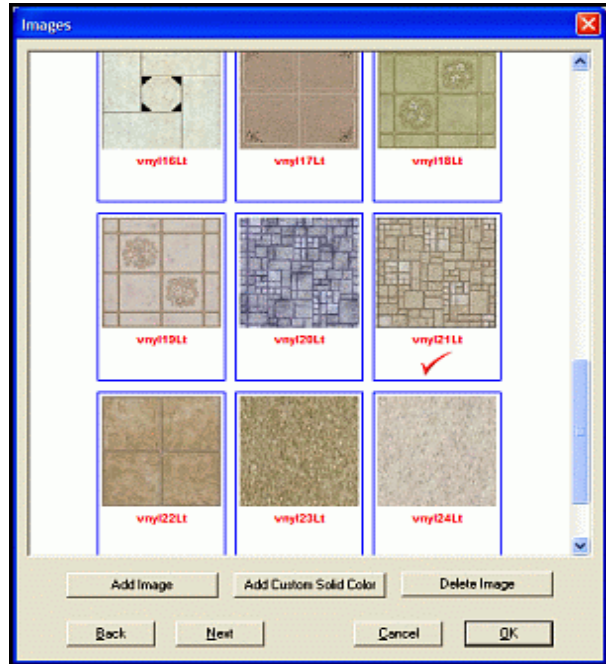 Images
vnyl16Lt vnyl17Lt vnyl18Lt
vnyl19Lt vnyl20Lt vnyl21Lt
vnyl22Lt vnyl23Lt vnyl24Lt
Add Image Add Custom Solid Color Delete Image
Back Next Cancel OK